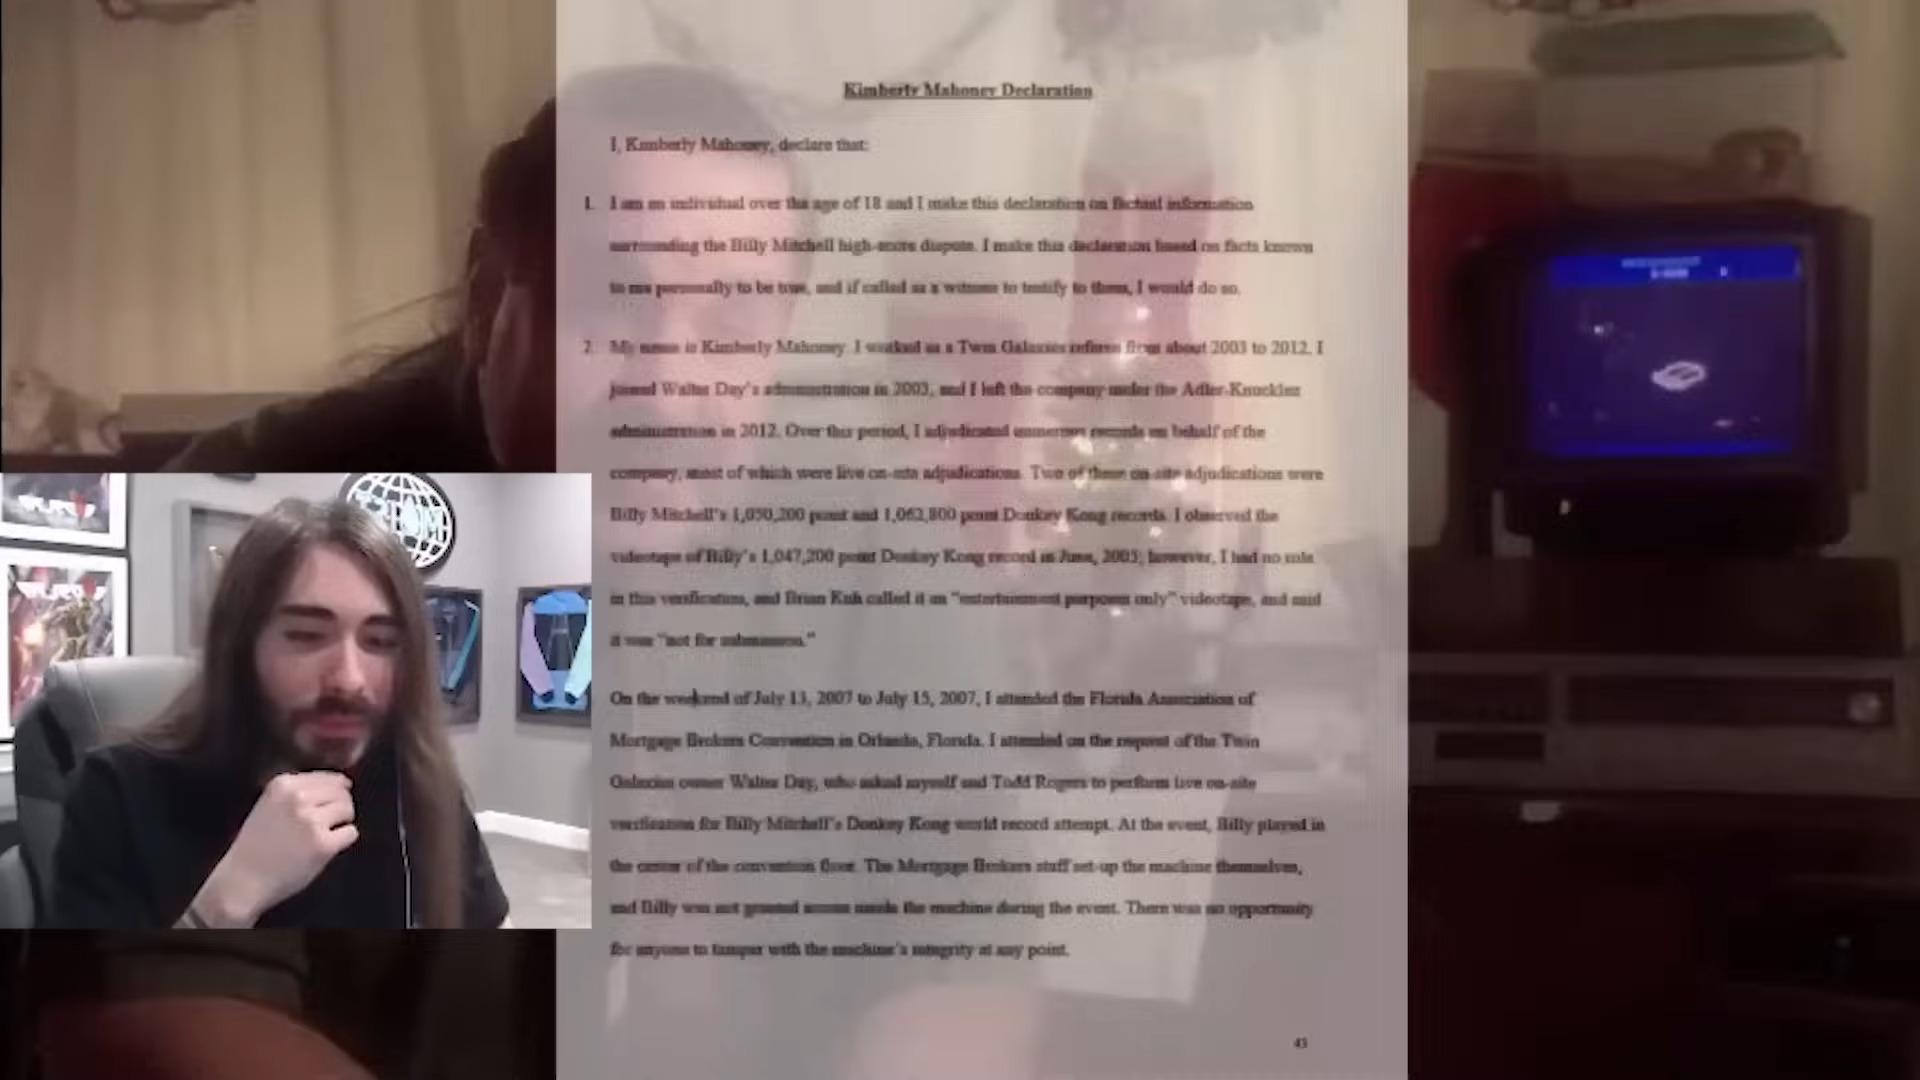 Kimberly Mahoney Declaration
I, Kimberly Mahoney, declare that:
1. I am an individual over the age of 18 and I make this declaration on factual information
surrounding the Billy Mitchell high-score dispute. I make this declaration based on facts known
to me personally to be true, and if called as a witness to testify to them, I would do so.
2. My name is Kimberly Mahoney. I worked as a Twin Galaxies referee from about 2003 to 2012. I
joined Walter Day's administration in 2003, and I left the company under the Adler-Knuckles
administration in 2012. Over this period, I adjudicated numerous records on behalf of the
company, most of which were live on-site adjudications. Two of these on-site adjudications were
Billy Mitchell's 1,050,200 point and 1,062,800 point Donkey Kong records. I observed the
videotape of Billy's 1,047,200 point Donkey Kong record in June, 2005; however, I had no role
in this verification, and Brian Kuh called it an "entertainment purposes only" videotape, and said
it was "not for submission."
On the weekend of July 13, 2007 to July 15, 2007, I attended the Florida Association of
Mortgage Brokers Convention in Orlando, Florida. I attended on the request of the Twin
Galaxies owner Walter Day, who asked myself and Todd Rogers to perform live on-site
verification for Billy Mitchell's Donkey Kong world record attempt. At the event, Billy played in
the center of the convention floor. The Mortgage Brokers staff set-up the machine themselves,
and Billy was not granted access inside the machine during the event. There was no opportunity
for anyone to tamper with the machine's integrity at any point.
43